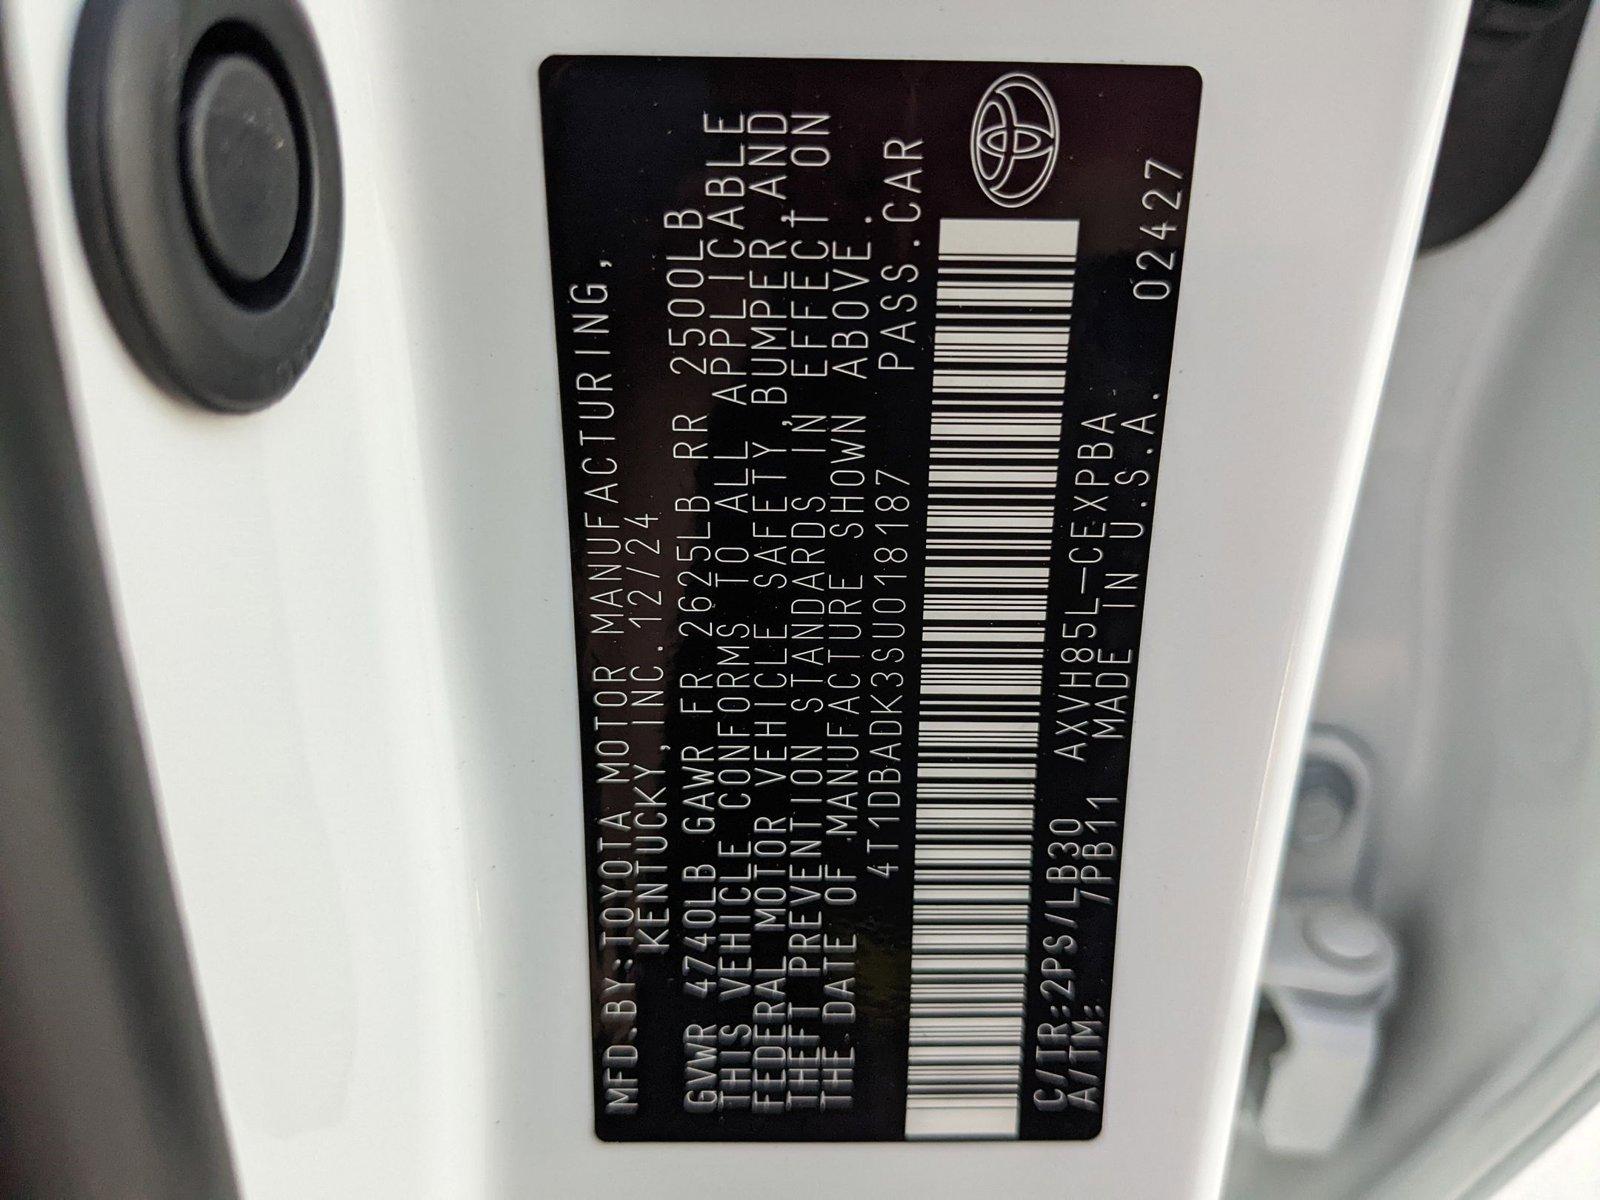 MFD.BY:TOYOTA MOTOR MANUFACTURING,
KENTUCKY, INC. 12/24
GVWR 4740LB GAWR FR 2625LB RR 2500LB
THIS VEHICLE CONFORMS TO ALL APPLICABLE
FEDERAL MOTOR VEHICLE SAFETY, BUMPER, AND
THEFT PREVENTION STANDARDS IN EFFECT ON
THE DATE OF MANUFACTURE SHOWN ABOVE.
4T1DBADK3SU018187 PASS.CAR
C/TR:2PS/LB30 AXVH85L-CEXPBA
A/TM: /PB11 MADE IN U.S.A. 02427